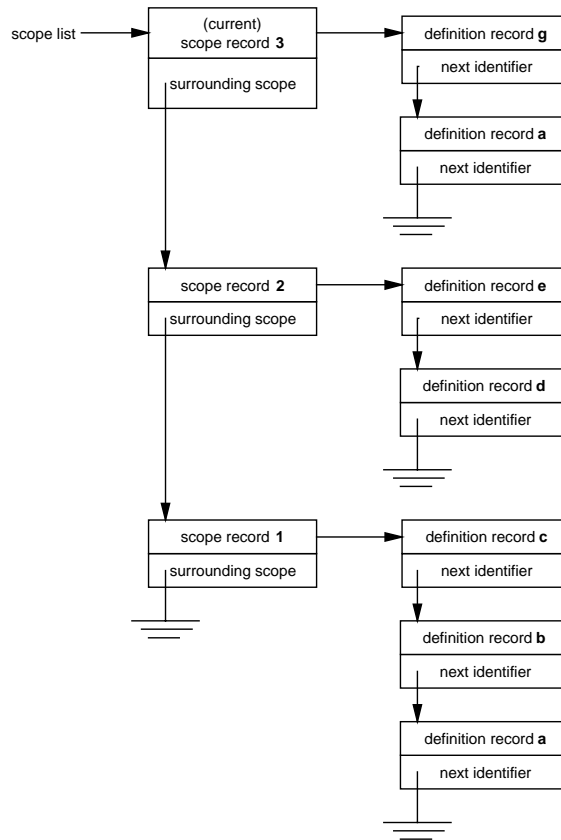 scope list
(current)
scope record 3
surrounding scope
definition record g
next identifier
definition record a
next identifier
scope record 2
surrounding scope
definition record e
next identifier
definition record d
next identifier
scope record 1
surrounding scope
definition record c
next identifier
definition record b
next identifier
definition record a
next identifier